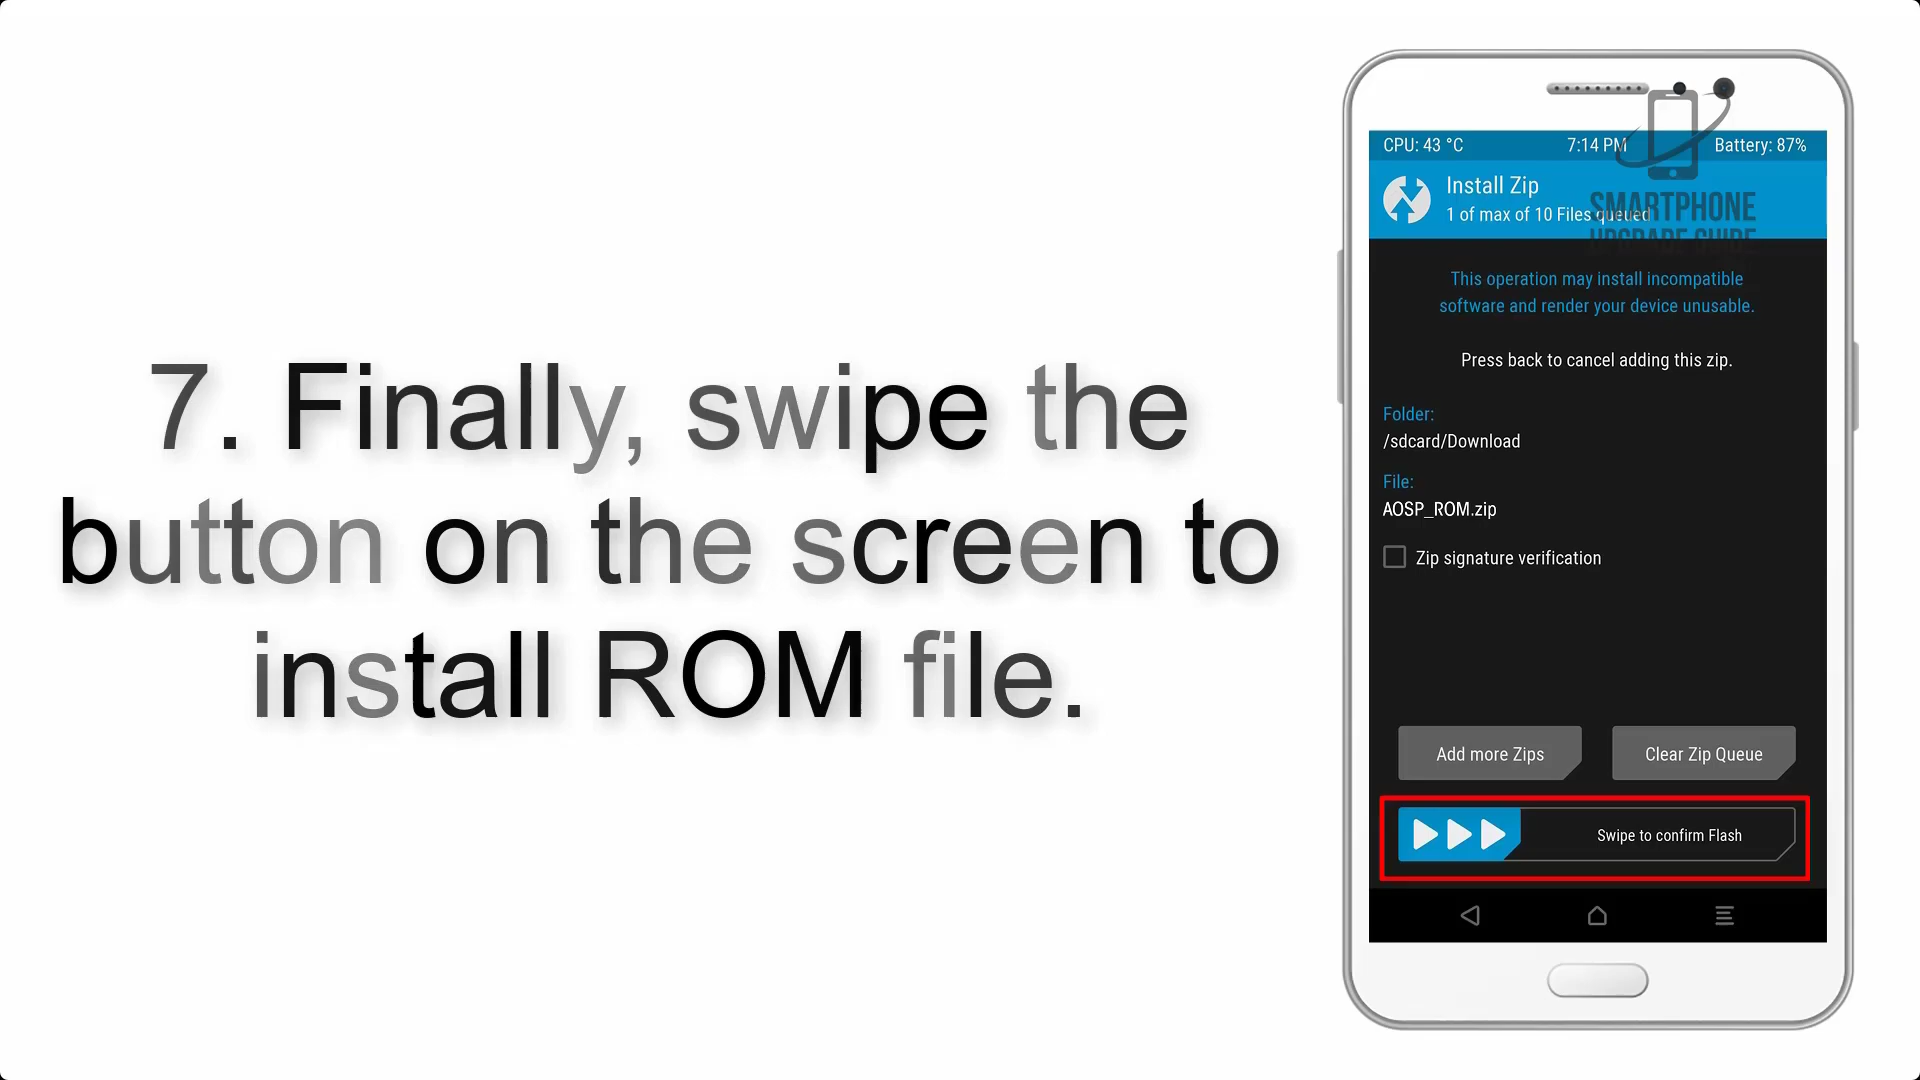 7. Finally, swipe the
button on the screen to
install ROM file.
CPU: 43 °C 7:14 PM Battery: 87%
Install Zip
1 of max of 10 Files queued
SMARTPHONE
UPGRADE GUIDE
This operation may install incompatible
software and render your device unusable.
Press back to cancel adding this zip.
Folder:
/sdcard/Download
File:
AOSP_ROM.zip
Zip signature verification
Add more Zips Clear Zip Queue
Swipe to confirm Flash